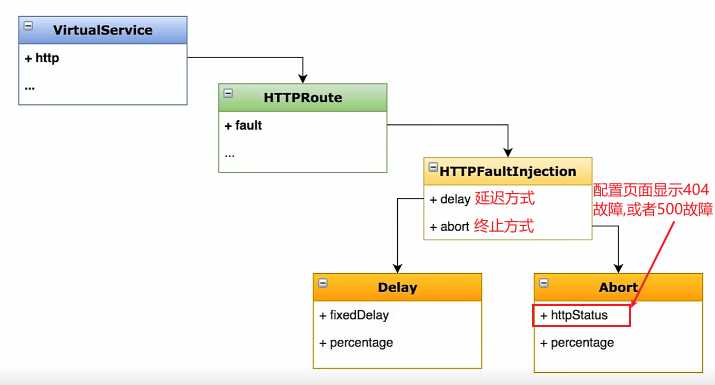 VirtualService
+ http
...
HTTPRoute
+ fault
...
HTTPFaultInjection
+ delay 延迟方式
+ abort 终止方式
配置页面显示404
故障,或者500故障
Delay
+ fixedDelay
+ percentage
Abort
+ httpStatus
+ percentage